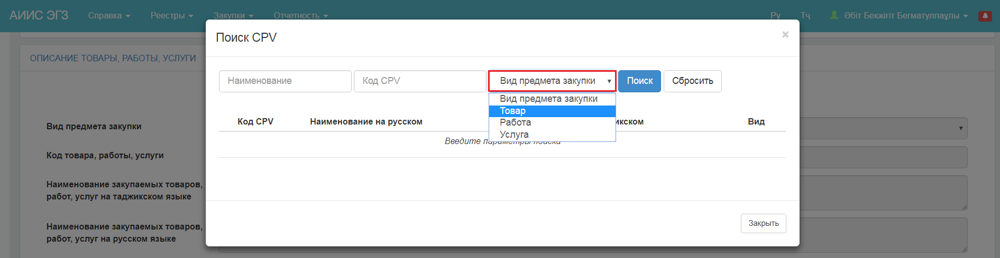 АИИС ЭГЗ Справка Реестры Закупки Отчетность Ру Тҷ Әбіт Бекжігіт Бегматуллаұлы
Поиск CPV ×
ОПИСАНИЕ ТОВАРЫ, РАБОТЫ, УСЛУГИ
Наименование Код CPV Вид предмета закупки Поиск Сбросить
Вид предмета закупки
Товар
Работа
Услуга
Код CPV Наименование на русском икском Вид
Введите параметры поиска
Вид предмета закупки
Код товара, работы, услуги
Наименование закупаемых товаров,
работ, услуг на таджикском языке
Наименование закупаемых товаров,
работ, услуг на русском языке
Закрыть